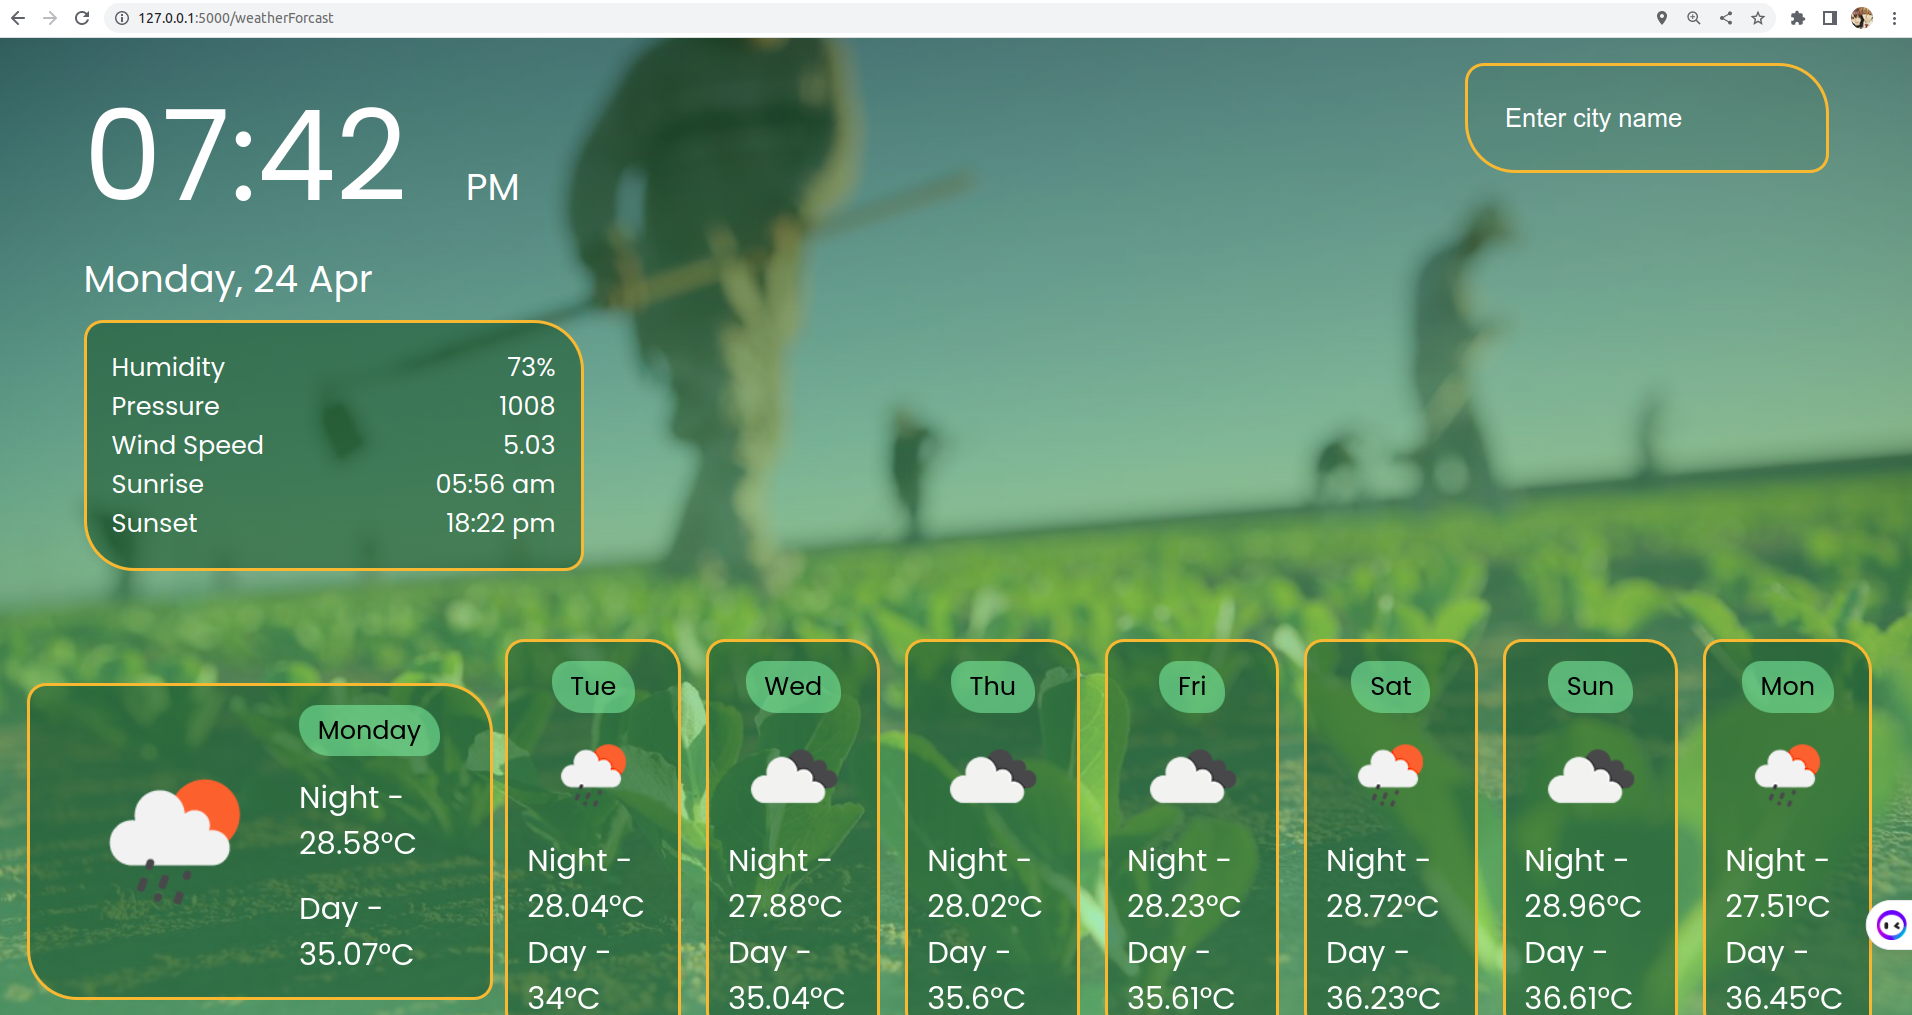 127.0.0.1:5000/weatherForcast
07:42 PM
Enter city name
Monday, 24 Apr
Humidity 73%
Pressure 1008
Wind Speed 5.03
Sunrise 05:56 am
Sunset 18:22 pm
Monday
Night -
28.58°C
Day -
35.07°C
Tue
Night -
28.04°C
Day -
34°C
Wed
Night -
27.88°C
Day -
35.04°C
Thu
Night -
28.02°C
Day -
35.6°C
Fri
Night -
28.23°C
Day -
35.61°C
Sat
Night -
28.72°C
Day -
36.23°C
Sun
Night -
28.96°C
Day -
36.61°C
Mon
Night -
27.51°C
Day -
36.45°C